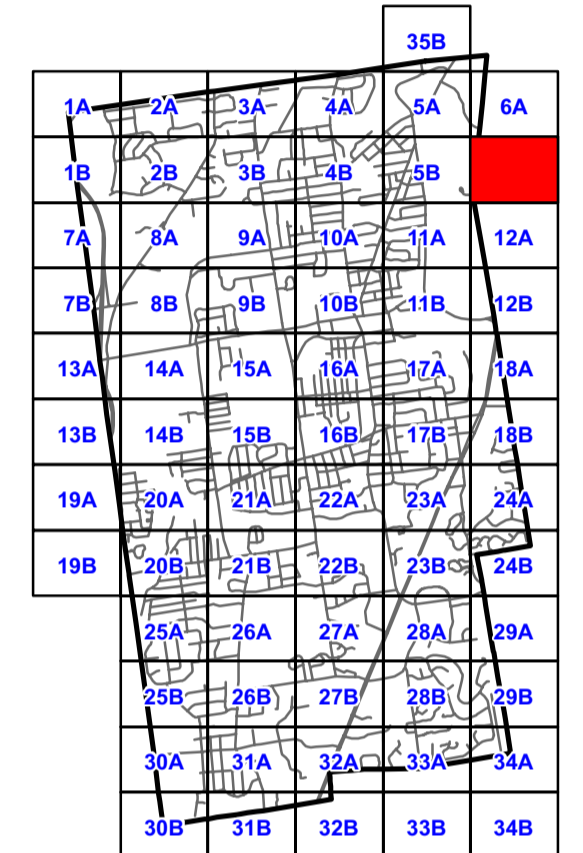 35B
1A 2A 3A 4A 5A 6A
1B 2B 3B 4B 5B
7A 8A 9A 10A 11A 12A
7B 8B 9B 10B 11B 12B
13A 14A 15A 16A 17A 18A
13B 14B 15B 16B 17B 18B
19A 20A 21A 22A 23A 24A
19B 20B 21B 22B 23B 24B
25A 26A 27A 28A 29A
25B 26B 27B 28B 29B
30A 31A 32A 33A 34A
30B 31B 32B 33B 34B